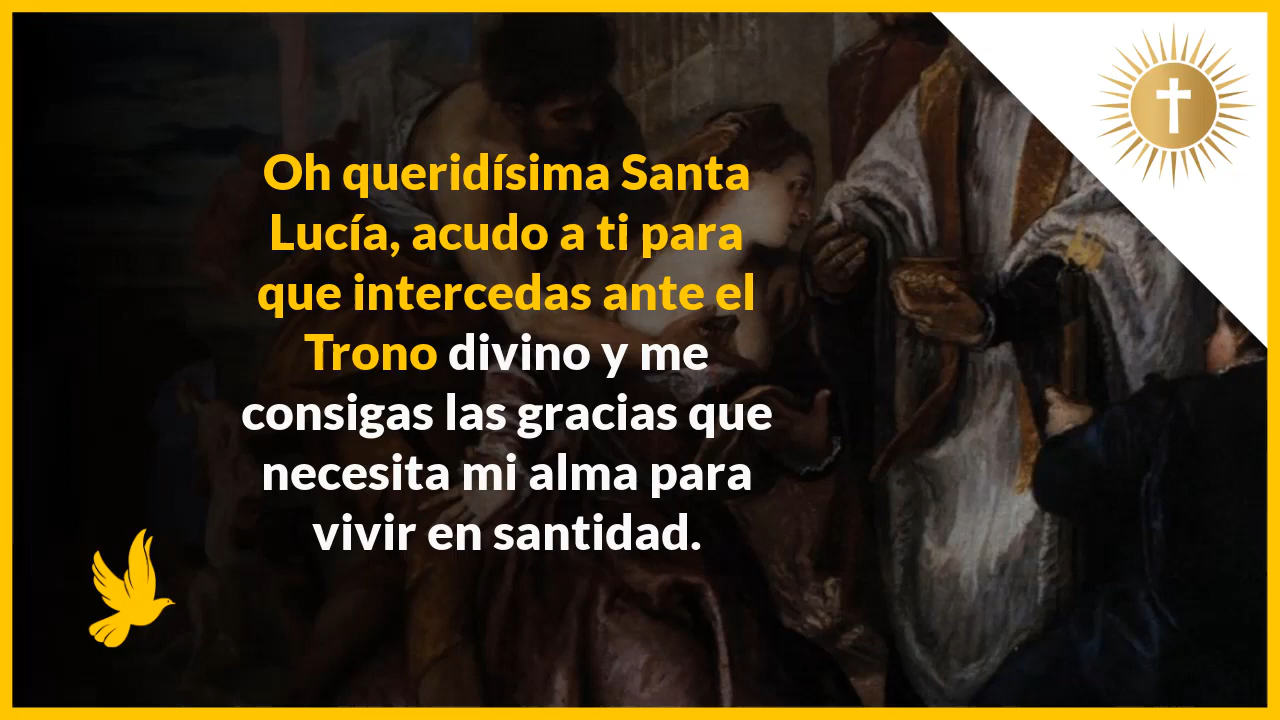 Oh queridísima Santa
Lucía, acudo a ti para
que intercedas ante el
Trono divino y me
consigas las gracias que
necesita mi alma para
vivir en santidad.